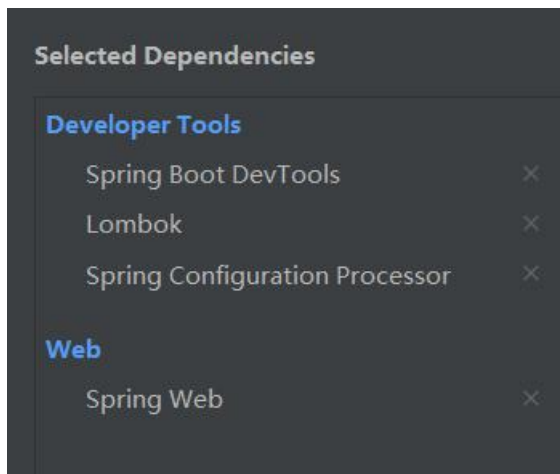 Selected Dependencies
Developer Tools
Spring Boot DevTools
Lombok
Spring Configuration Processor
Web
Spring Web